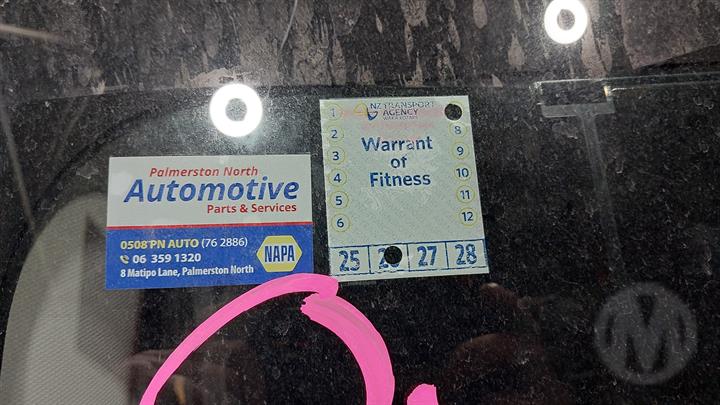 Palmerston North
Automotive
Parts & Services
0508 PN AUTO (76 2886)
06 359 1320
8 Matipo Lane, Palmerston North
NAPA
NZ TRANSPORT
AGENCY
WAKA KOTAHI
Warrant
of
Fitness
1
2
3
4
5
6
8
9
10
11
12
25 27 28
M